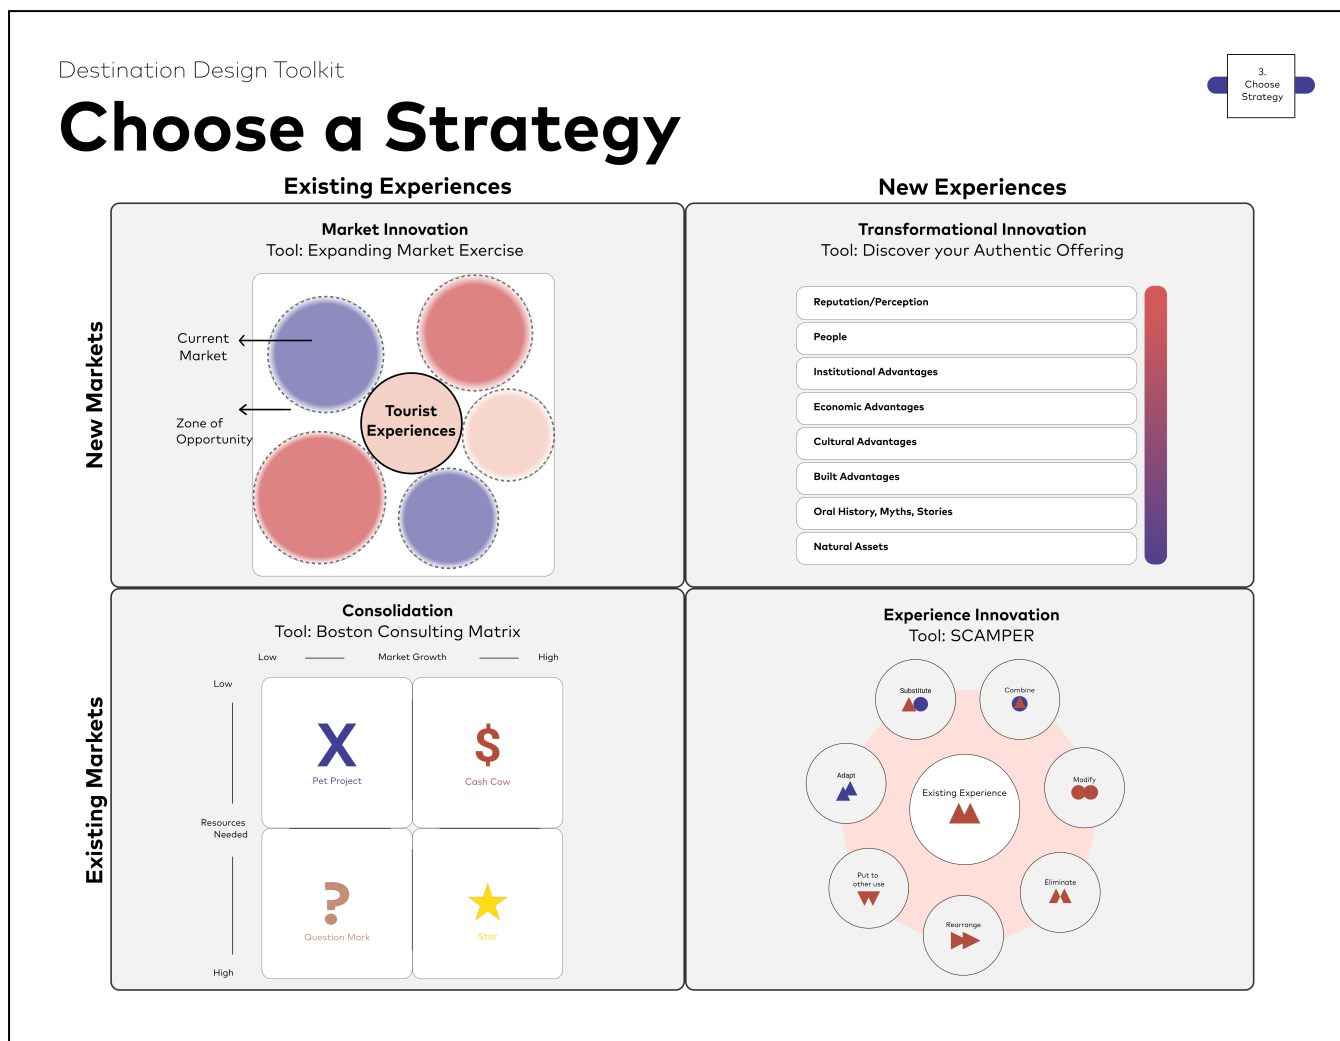 Destination Design Toolkit
Choose a Strategy
3.
Choose
Strategy
Existing Experiences
New Experiences
New Markets
Existing Markets
Market Innovation
Tool: Expanding Market Exercise
Current
Market
Zone of
Opportunity
Tourist
Experiences
Transformational Innovation
Tool: Discover your Authentic Offering
Reputation/Perception
People
Institutional Advantages
Economic Advantages
Cultural Advantages
Built Advantages
Oral History, Myths, Stories
Natural Assets
Consolidation
Tool: Boston Consulting Matrix
Low
Market Growth
High
Low
Resources
Needed
High
X
Pet Project
$
Cash Cow
?
Question Mark
Star
Experience Innovation
Tool: SCAMPER
Substitute
Combine
Adapt
Modify
Existing Experience
Put to
other use
Eliminate
Rearrange